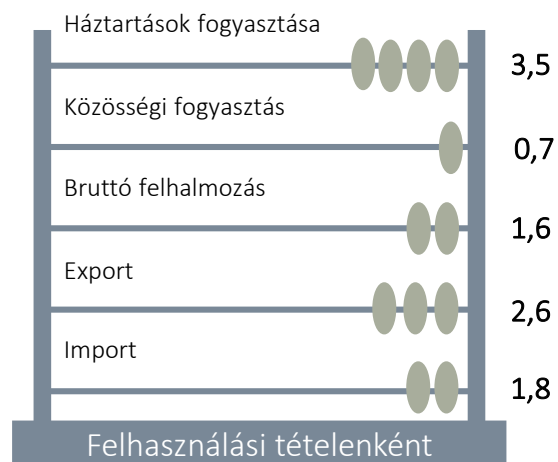 Háztartások fogyasztása
3,5
Közösségi fogyasztás
0,7
Bruttó felhalmozás
1,6
Export
2,6
Import
1,8
Felhasználási tételenként